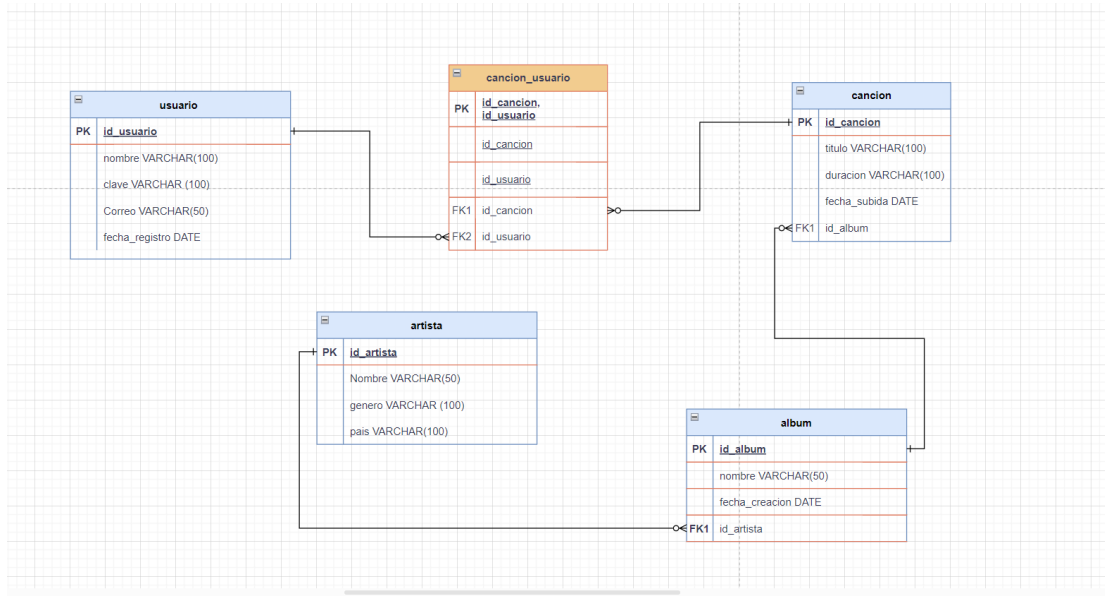 usuario
PK id_usuario
nombre VARCHAR(100)
clave VARCHAR (100)
Correo VARCHAR(50)
fecha_registro DATE
cancion_usuario
PK id_cancion,
id_usuario
id_cancion
id_usuario
FK1 id_cancion
FK2 id_usuario
cancion
PK id_cancion
titulo VARCHAR(100)
duracion VARCHAR(100)
fecha_subida DATE
FK1 id_album
artista
PK id_artista
Nombre VARCHAR(50)
genero VARCHAR (100)
pais VARCHAR(100)
album
PK id_album
nombre VARCHAR(50)
fecha_creacion DATE
FK1 id_artista